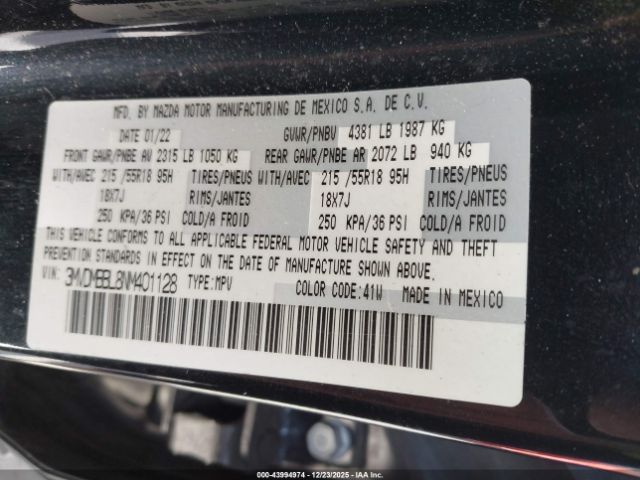 MFD. BY MAZDA MOTOR MANUFACTURING DE MEXICO S.A. DE C.V.
DATE 01/22 GVWR/PNBV 4381 LB 1987 KG
FRONT GAWR/PNBE AV 2315 LB 1050 KG REAR GAWR/PNBE AR 2072 LB 940 KG
WITH/AVEC 215 /55R18 95H TIRES/PNEUS WITH/AVEC 215 /55R18 95H TIRES/PNEUS
18X7J RIMS/JANTES 18X7J RIMS/JANTES
250 KPA/36 PSI COLD/A FROID 250 KPA/36 PSI COLD/A FROID
THIS VEHICLE CONFORMS TO ALL APPLICABLE FEDERAL MOTOR VEHICLE SAFETY AND THEFT
PREVENTION STANDARDS IN EFFECT ON THE DATE OF MANUFACTURE SHOWN ABOVE.
VIN: 3MVDMBBL8NM401128 TYPE:MPV COLOR CODE:41W MADE IN MEXICO
000-43994974 | 12/23/2025 - IAAI.COM